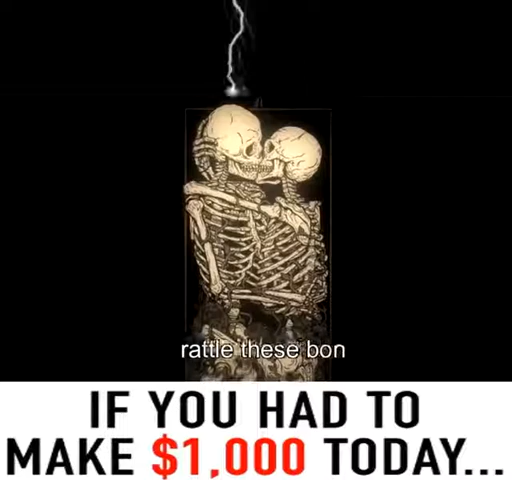 rattle these bon
IF YOU HAD TO
MAKE $1,000 TODAY...